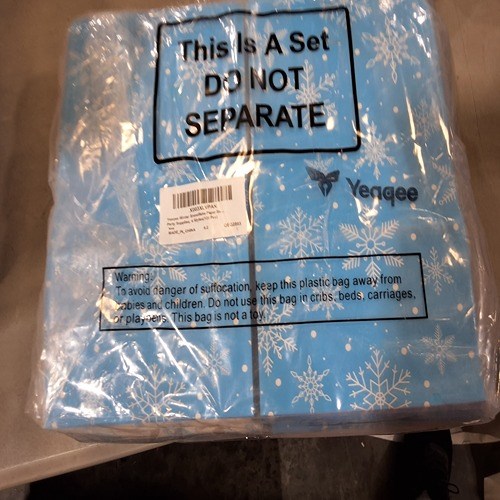 This Is A Set
DO NOT
SEPARATE
Yeaqee
Warning:
To avoid danger of suffocation, keep this plastic bag away from
babies and children. Do not use this bag in cribs, beds, carriages,
or playpens. This bag is not a toy.